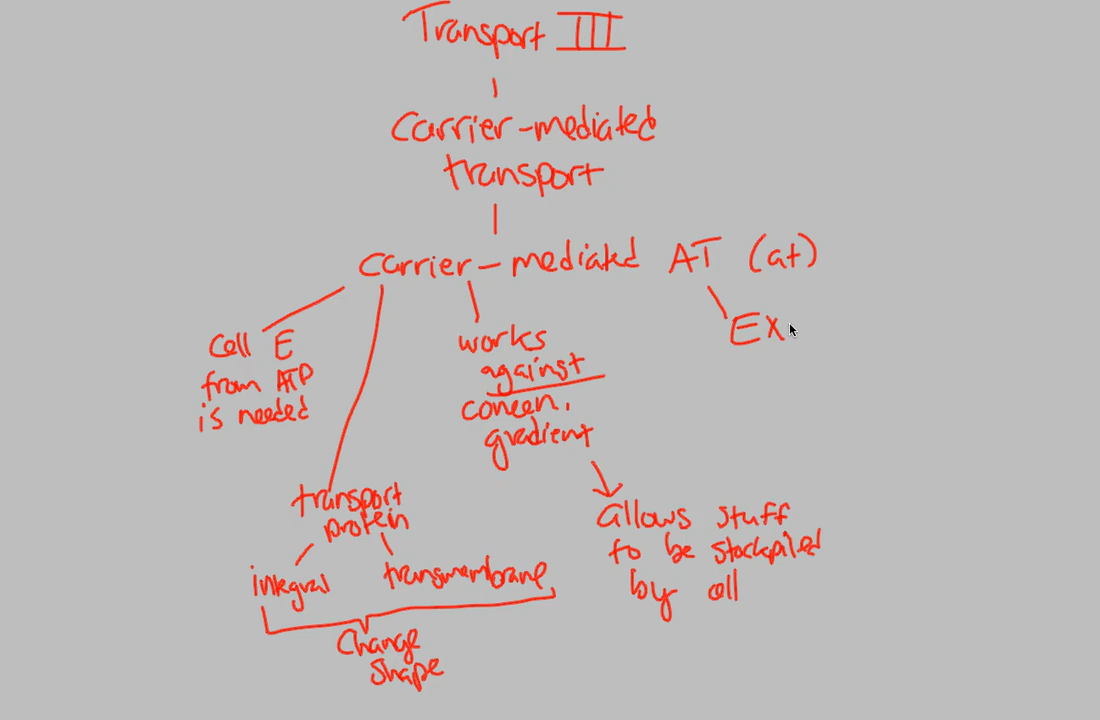 Transport III
Carrier-mediated
transport
Carrier-mediated AT (at)
Cell E
from ATP
is needed
works
against
concen.
gradient
Ex
transport
protein
integral
transmembrane
Change
shape
allows stuff
to be stockpiled
by cell